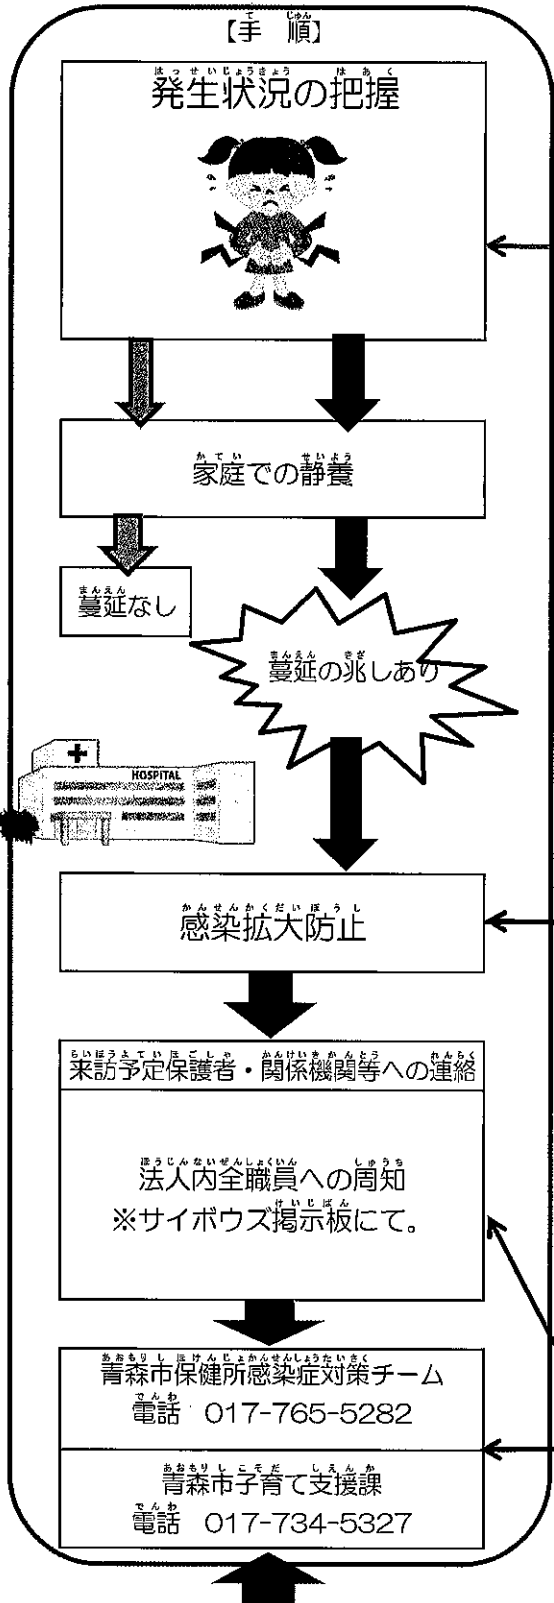 【手順】
発生状況の把握
家庭での静養
蔓延なし
蔓延の兆しあり
HOSPITAL
感染拡大防止
来訪予定保護者・関係機関等への連絡
法人内全職員への周知
※サイボウズ掲示板にて。
青森市保健所感染症対策チーム
電話 017-765-5282
青森市子育て支援課
電話 017-734-5327